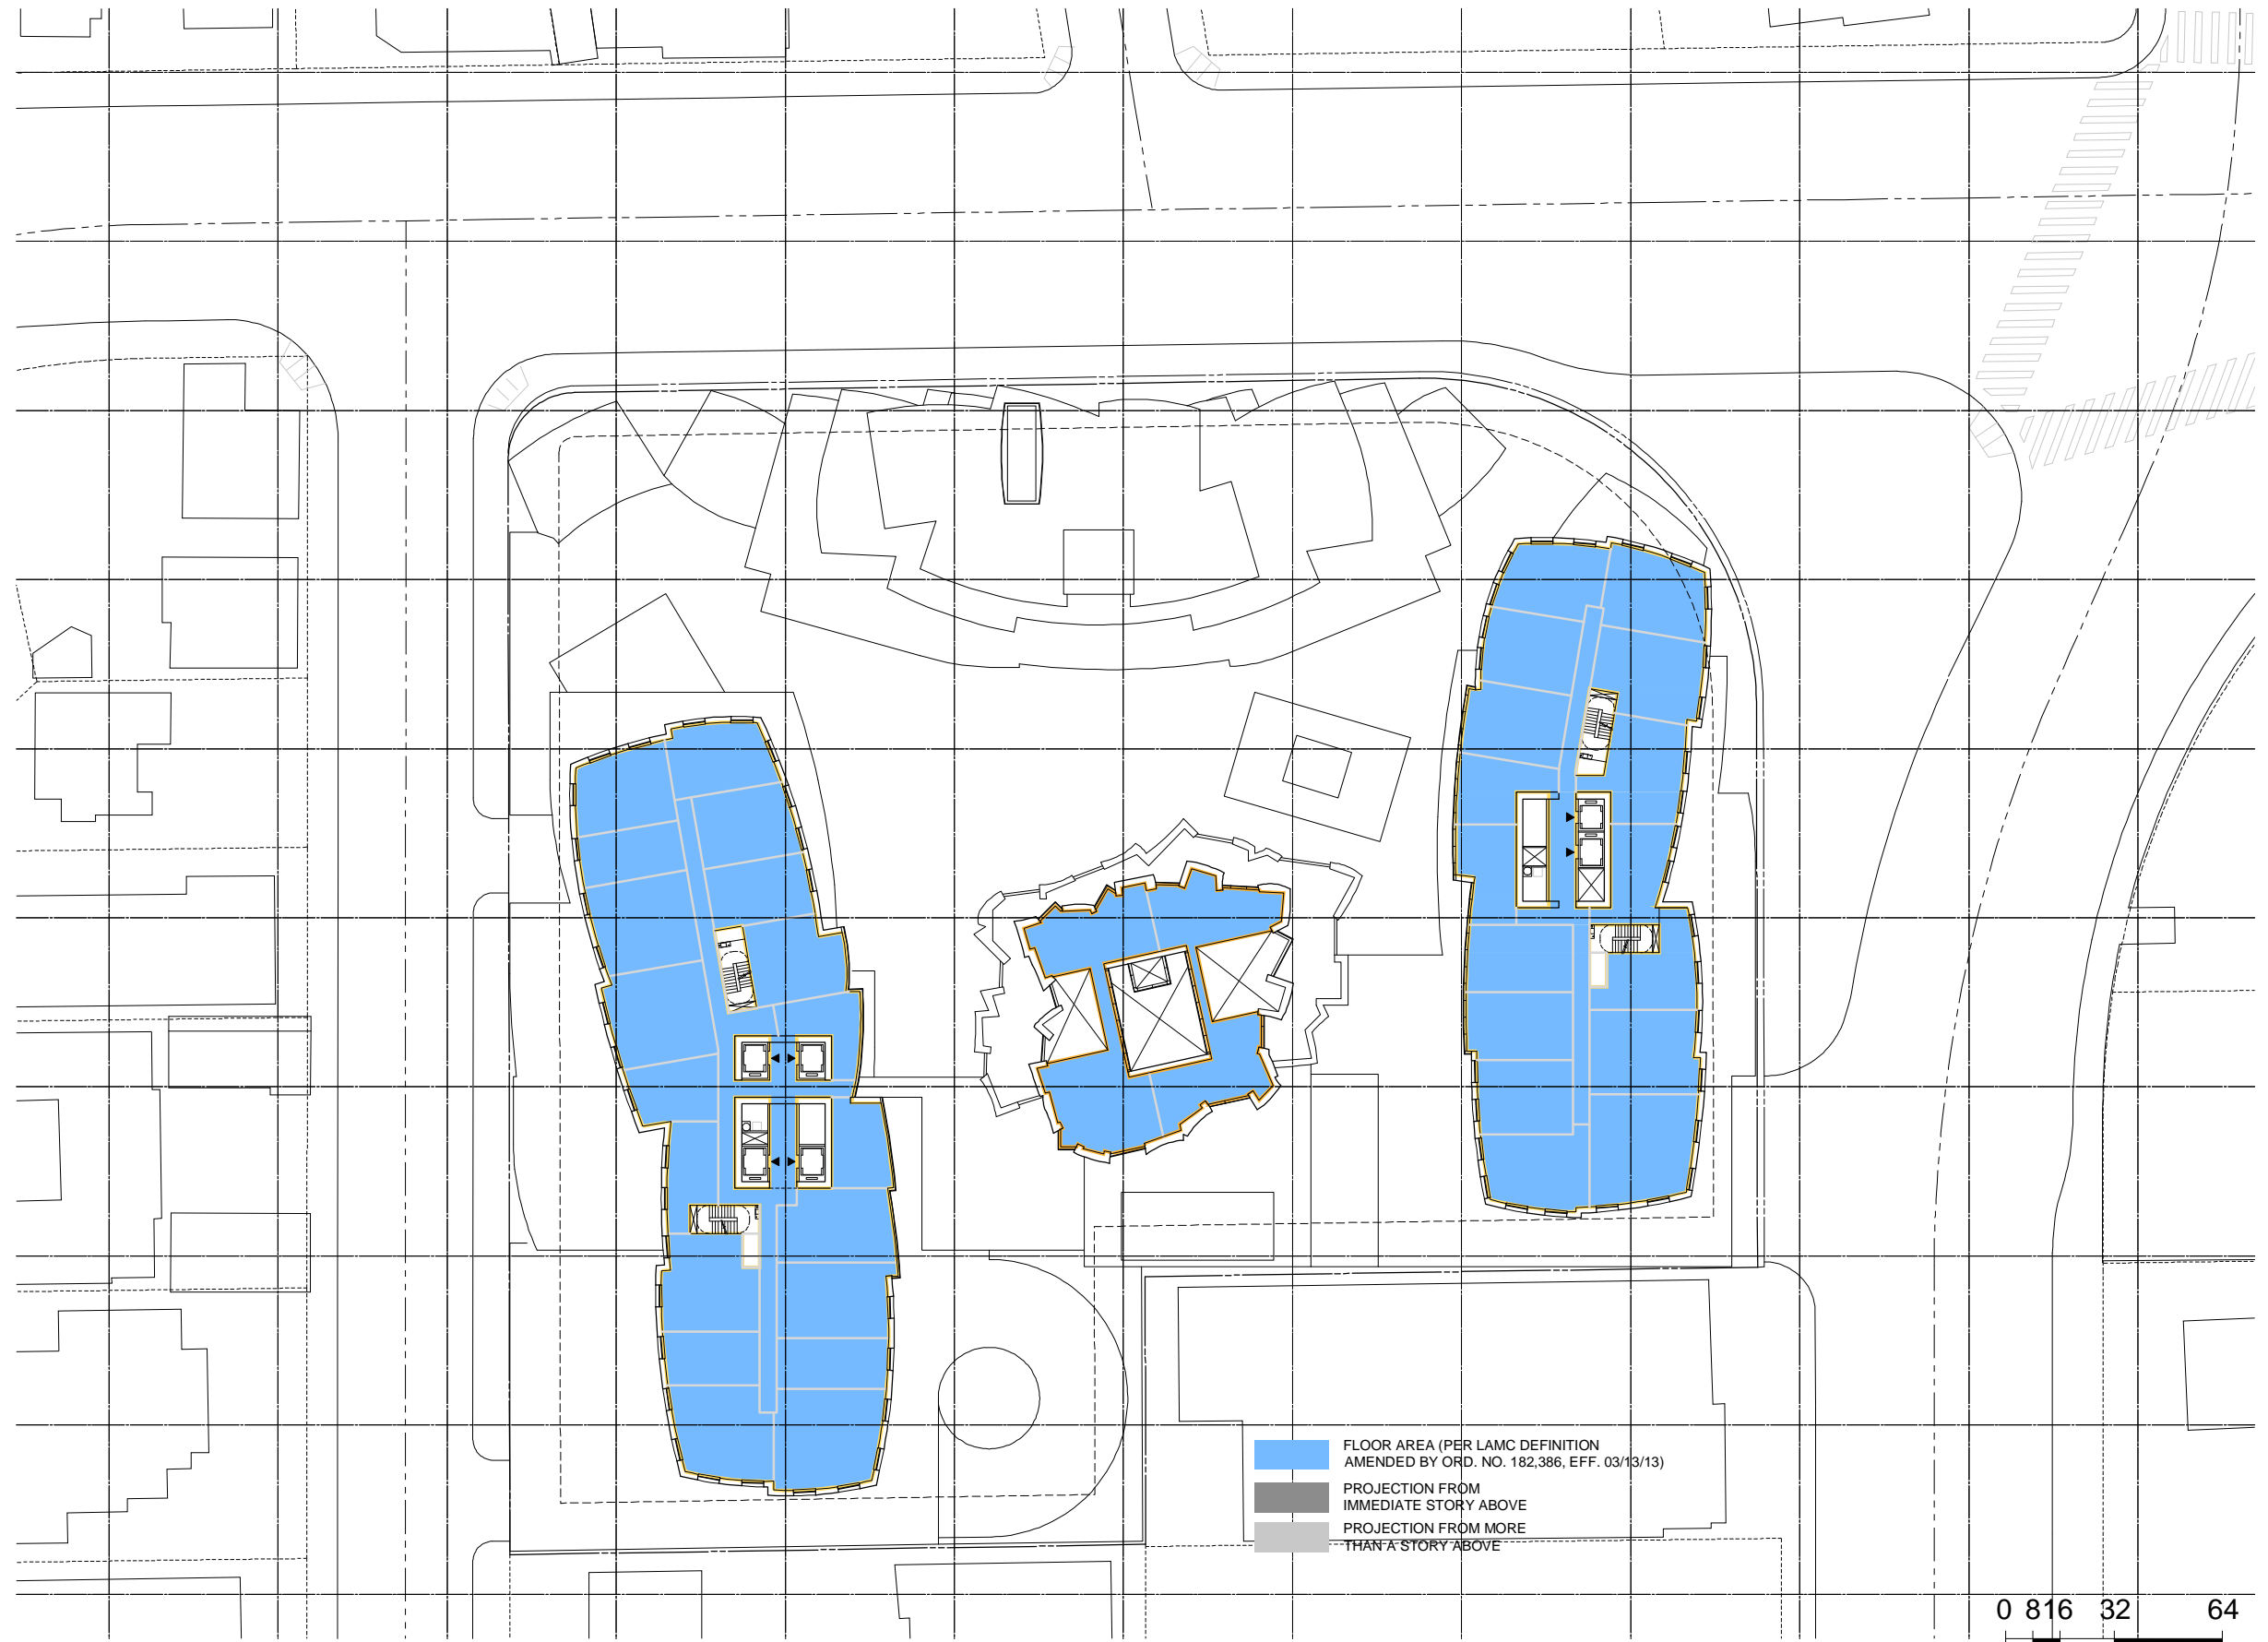 FLOOR AREA (PER LAMC DEFINITION
AMENDED BY ORD. NO. 182,386, EFF. 03/13/13)
PROJECTION FROM
IMMEDIATE STORY ABOVE
PROJECTION FROM MORE
THAN A STORY ABOVE
0 8 16 32 64